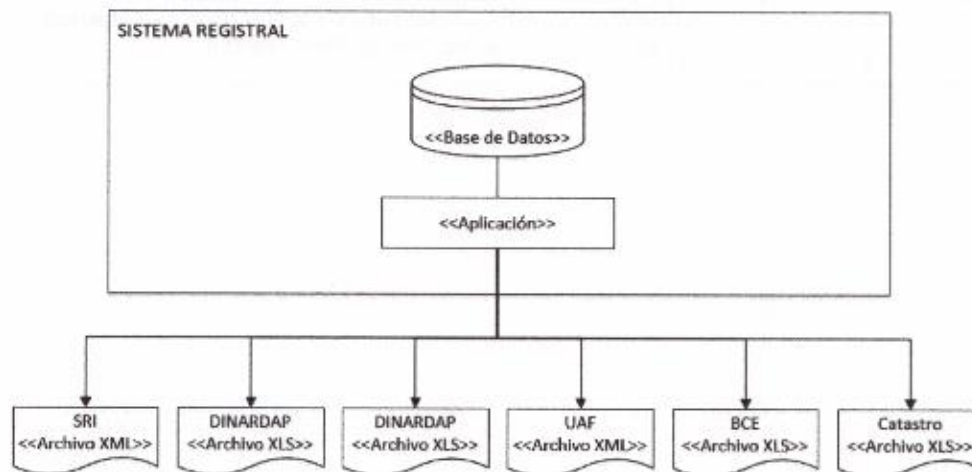 SISTEMA REGISTRAL
<<Base de Datos>>
<<Aplicación>>
SRI
<<Archivo XML>>
DINARDAP
<<Archivo XLS>>
DINARDAP
<<Archivo XLS>>
UAF
<<Archivo XML>>
BCE
<<Archivo XLS>>
Catastro
<<Archivo XLS>>